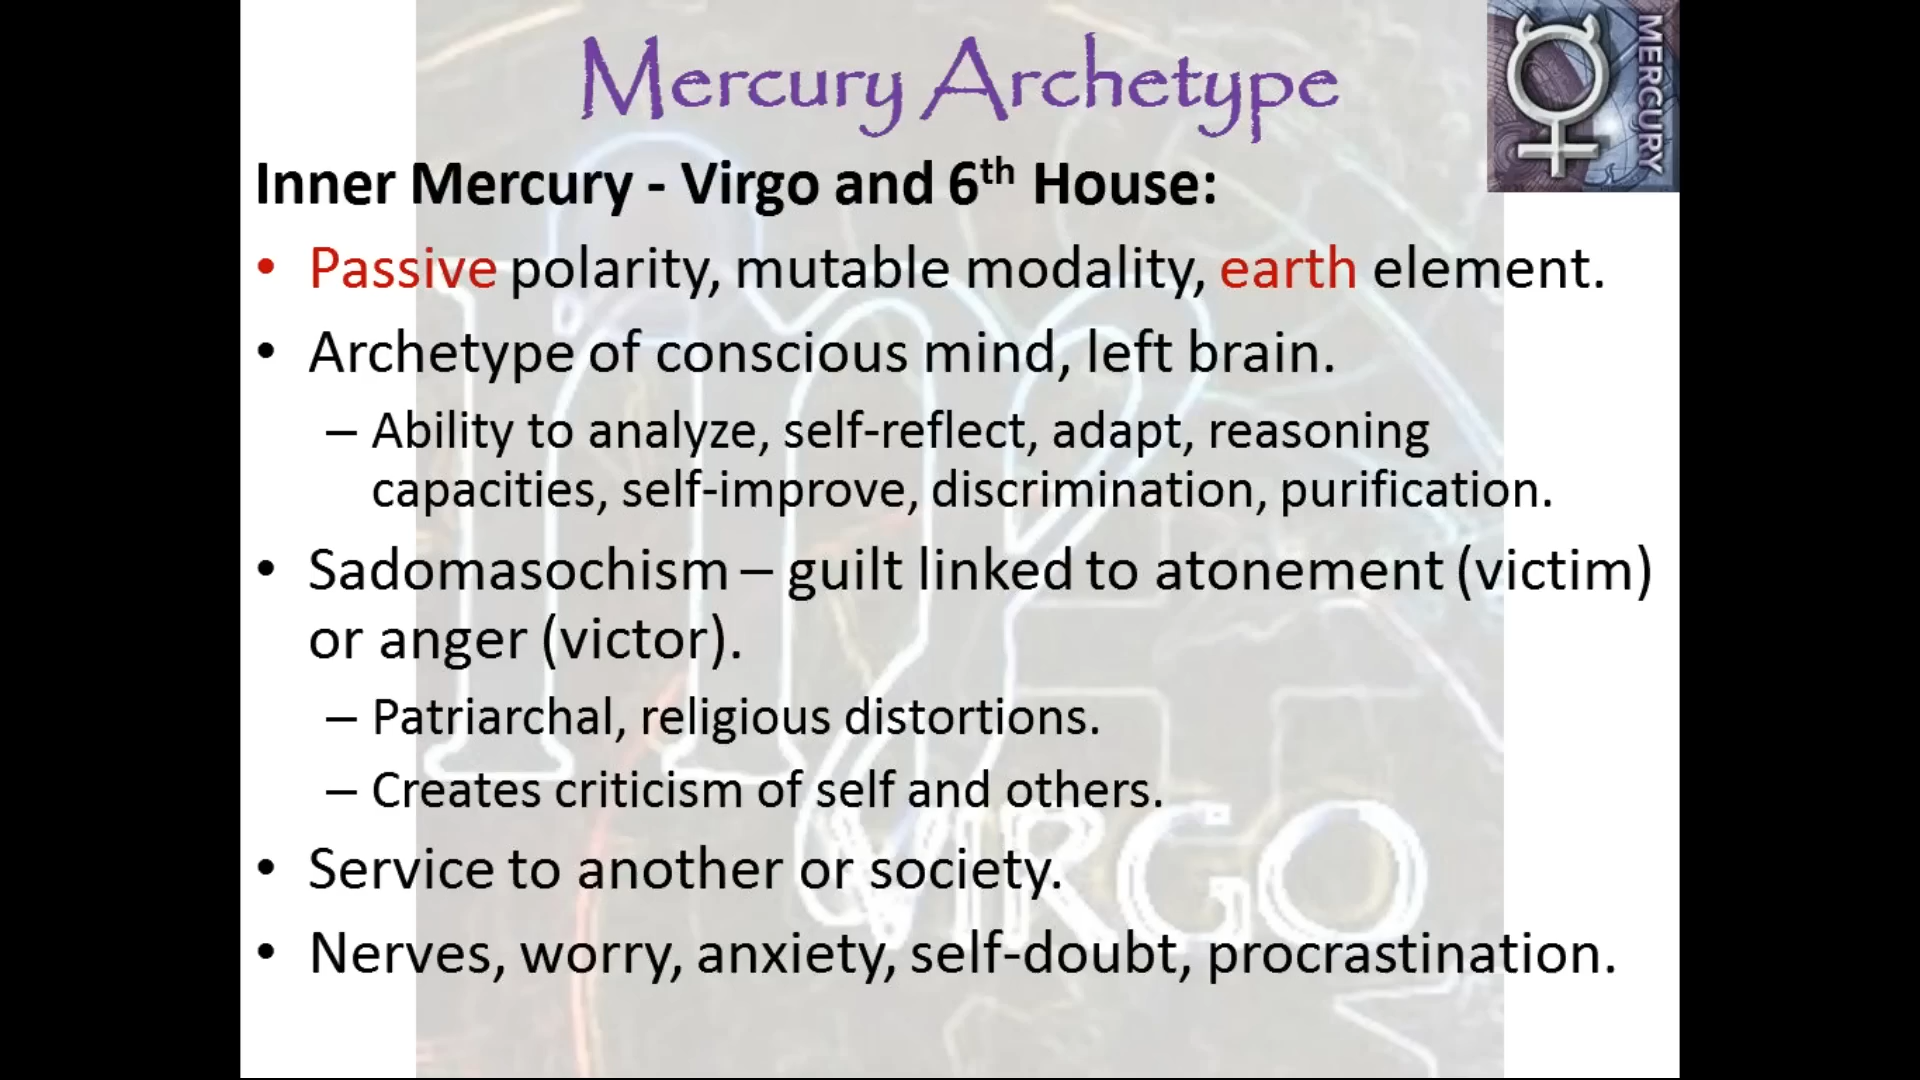 Mercury Archetype
MERCURY
Inner Mercury - Virgo and 6th House:
• Passive polarity, mutable modality, earth element.
• Archetype of conscious mind, left brain.
– Ability to analyze, self-reflect, adapt, reasoning
capacities, self-improve, discrimination, purification.
• Sadomasochism – guilt linked to atonement (victim)
or anger (victor).
– Patriarchal, religious distortions.
– Creates criticism of self and others.
VIRGO
• Service to another or society.
• Nerves, worry, anxiety, self-doubt, procrastination.